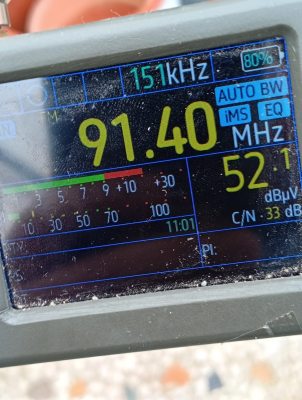 151kHz 80%
AUTO BW
iMS EQ
91.40 MHz
52.1
dBµV
C/N 33 dB
1 3 5 7 9 +10 +30
10 30 50 70 100
11:01
PI: